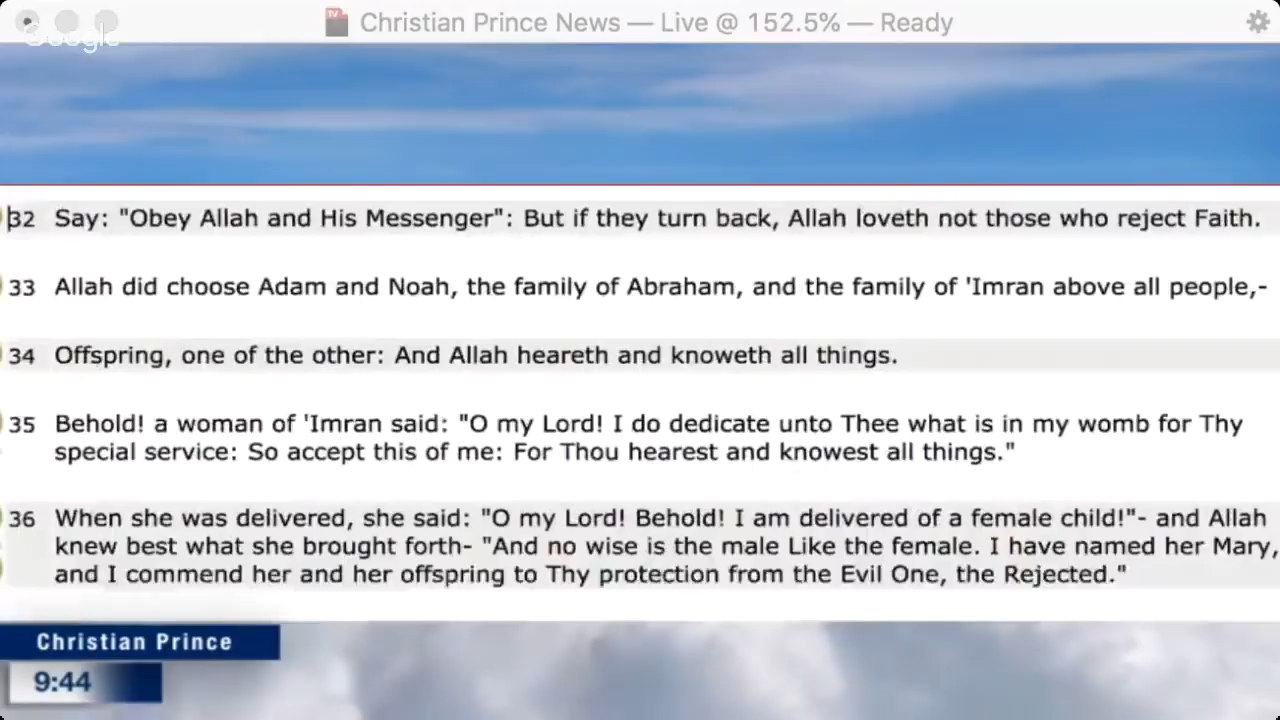 Christian Prince News — Live @ 152.5% — Ready
Google
32 Say: "Obey Allah and His Messenger": But if they turn back, Allah loveth not those who reject Faith.
33 Allah did choose Adam and Noah, the family of Abraham, and the family of 'Imran above all people,-
34 Offspring, one of the other: And Allah heareth and knoweth all things.
35 Behold! a woman of 'Imran said: "O my Lord! I do dedicate unto Thee what is in my womb for Thy
special service: So accept this of me: For Thou hearest and knowest all things."
36 When she was delivered, she said: "O my Lord! Behold! I am delivered of a female child!"- and Allah
knew best what she brought forth- "And no wise is the male Like the female. I have named her Mary,
and I commend her and her offspring to Thy protection from the Evil One, the Rejected."
Christian Prince
9:44